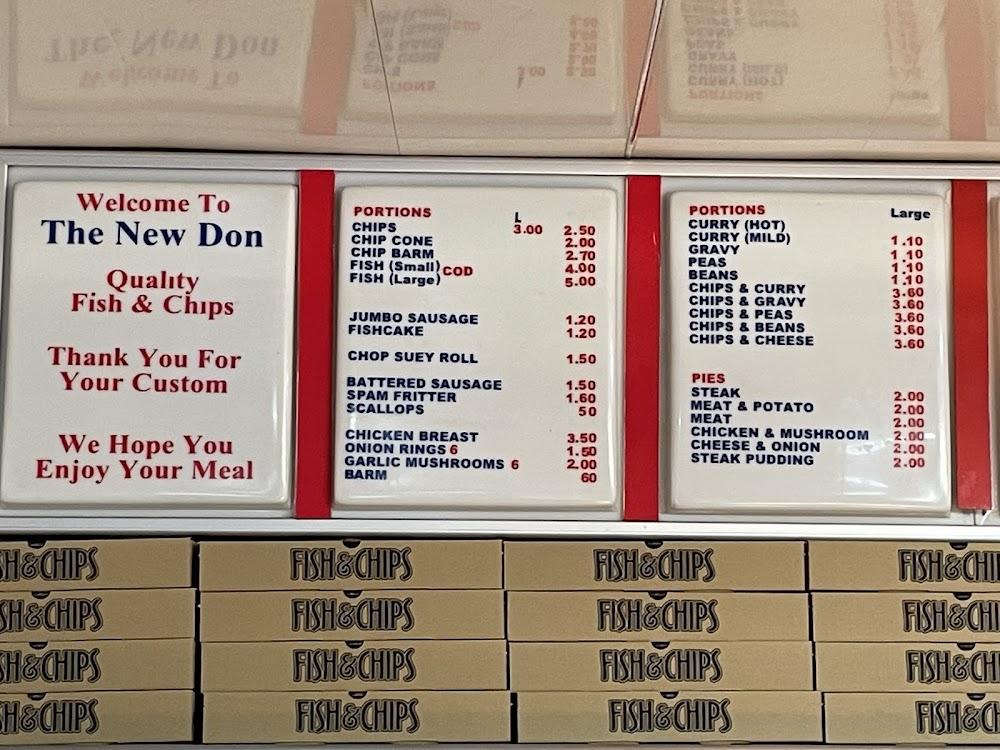 Welcome To
The New Don
Quality
Fish & Chips
Thank You For
Your Custom
We Hope You
Enjoy Your Meal
PORTIONS L
CHIPS 3.00 2.50
CHIP CONE 2.00
CHIP BARM 2.70
FISH (Small) COD 4.00
FISH (Large) 5.00
JUMBO SAUSAGE 1.20
FISHCAKE 1.20
CHOP SUEY ROLL 1.50
BATTERED SAUSAGE 1.50
SPAM FRITTER 1.60
SCALLOPS 50
CHICKEN BREAST 3.50
ONION RINGS 6 1.50
GARLIC MUSHROOMS 6 2.00
BARM 60
PORTIONS Large
CURRY (HOT)
CURRY (MILD) 1.10
GRAVY 1.10
PEAS 1.10
BEANS 1.10
CHIPS & CURRY 3.60
CHIPS & GRAVY 3.60
CHIPS & PEAS 3.60
CHIPS & BEANS 3.60
CHIPS & CHEESE 3.60
PIES
STEAK 2.00
MEAT & POTATO 2.00
MEAT 2.00
CHICKEN & MUSHROOM 2.00
CHEESE & ONION 2.00
STEAK PUDDING 2.00
SH&CHIPS FISH&CHIPS FISH&CHIPS FISH&CHI
SH&CHIPS FISH&CHIPS FISH&CHIPS FISH&CHI
SH&CHIPS FISH&CHIPS FISH&CHIPS FISH&CHI
SH&CHIPS FISH&CHIPS FISH&CHIPS FISH&CH